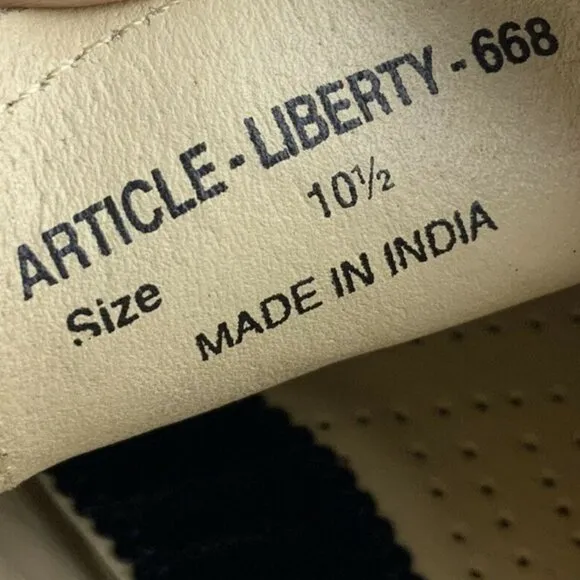 ARTICLE - LIBERTY - 668
Size 10½
MADE IN INDIA